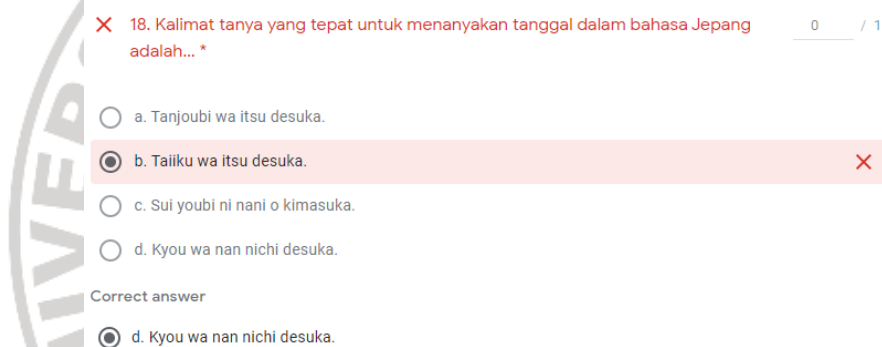 18. Kalimat tanya yang tepat untuk menanyakan tanggal dalam bahasa Jepang
adalah... *
0 / 1
a. Tanjoubi wa itsu desuka.
b. Taiiku wa itsu desuka.
c. Sui youbi ni nani o kimasuka.
d. Kyou wa nan nichi desuka.
Correct answer
d. Kyou wa nan nichi desuka.